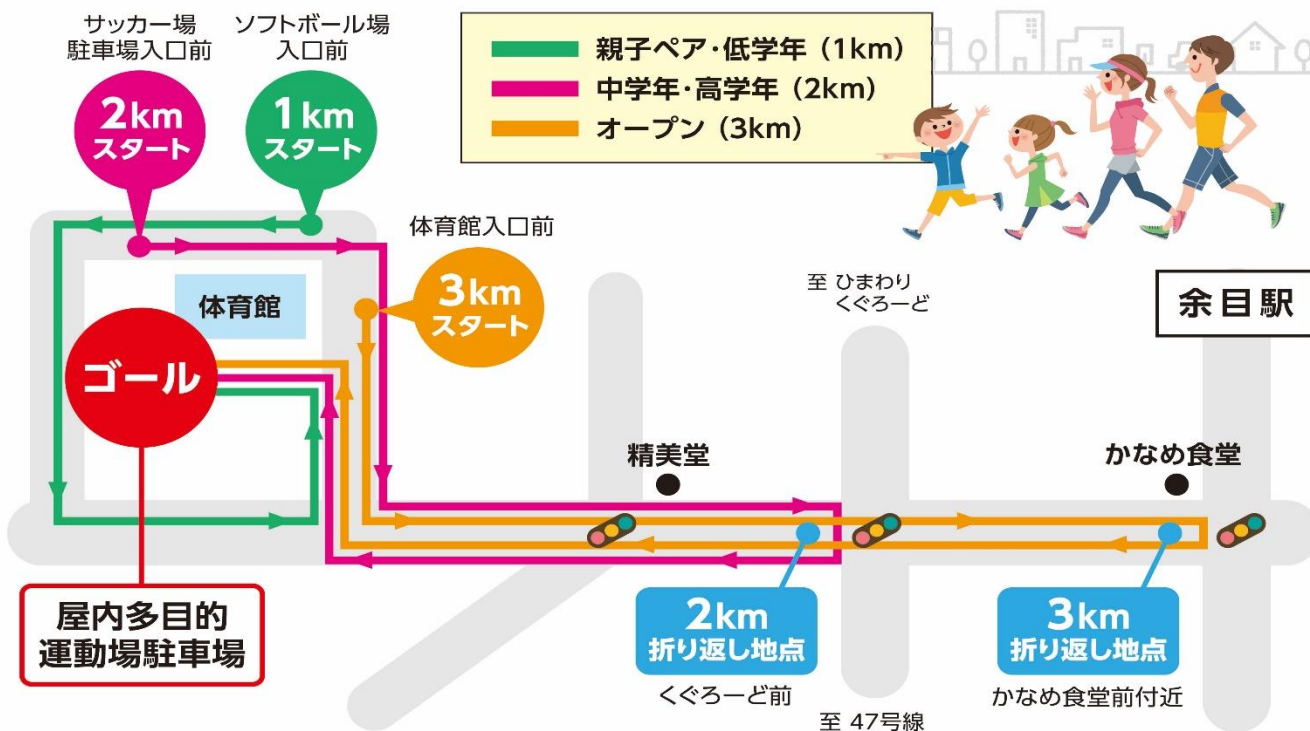 サッカー場
駐車場入口前
ソフトボール場
入口前
2km
スタート
1km
スタート
親子ペア・低学年（1km）
中学年・高学年（2km）
オープン（3km）
体育館入口前
3km
スタート
体育館
ゴール
至 ひまわり
くぐろーど
余目駅
精美堂
かなめ食堂
屋内多目的
運動場駐車場
2km
折り返し地点
くぐろーど前
3km
折り返し地点
かなめ食堂前付近
至 47号線